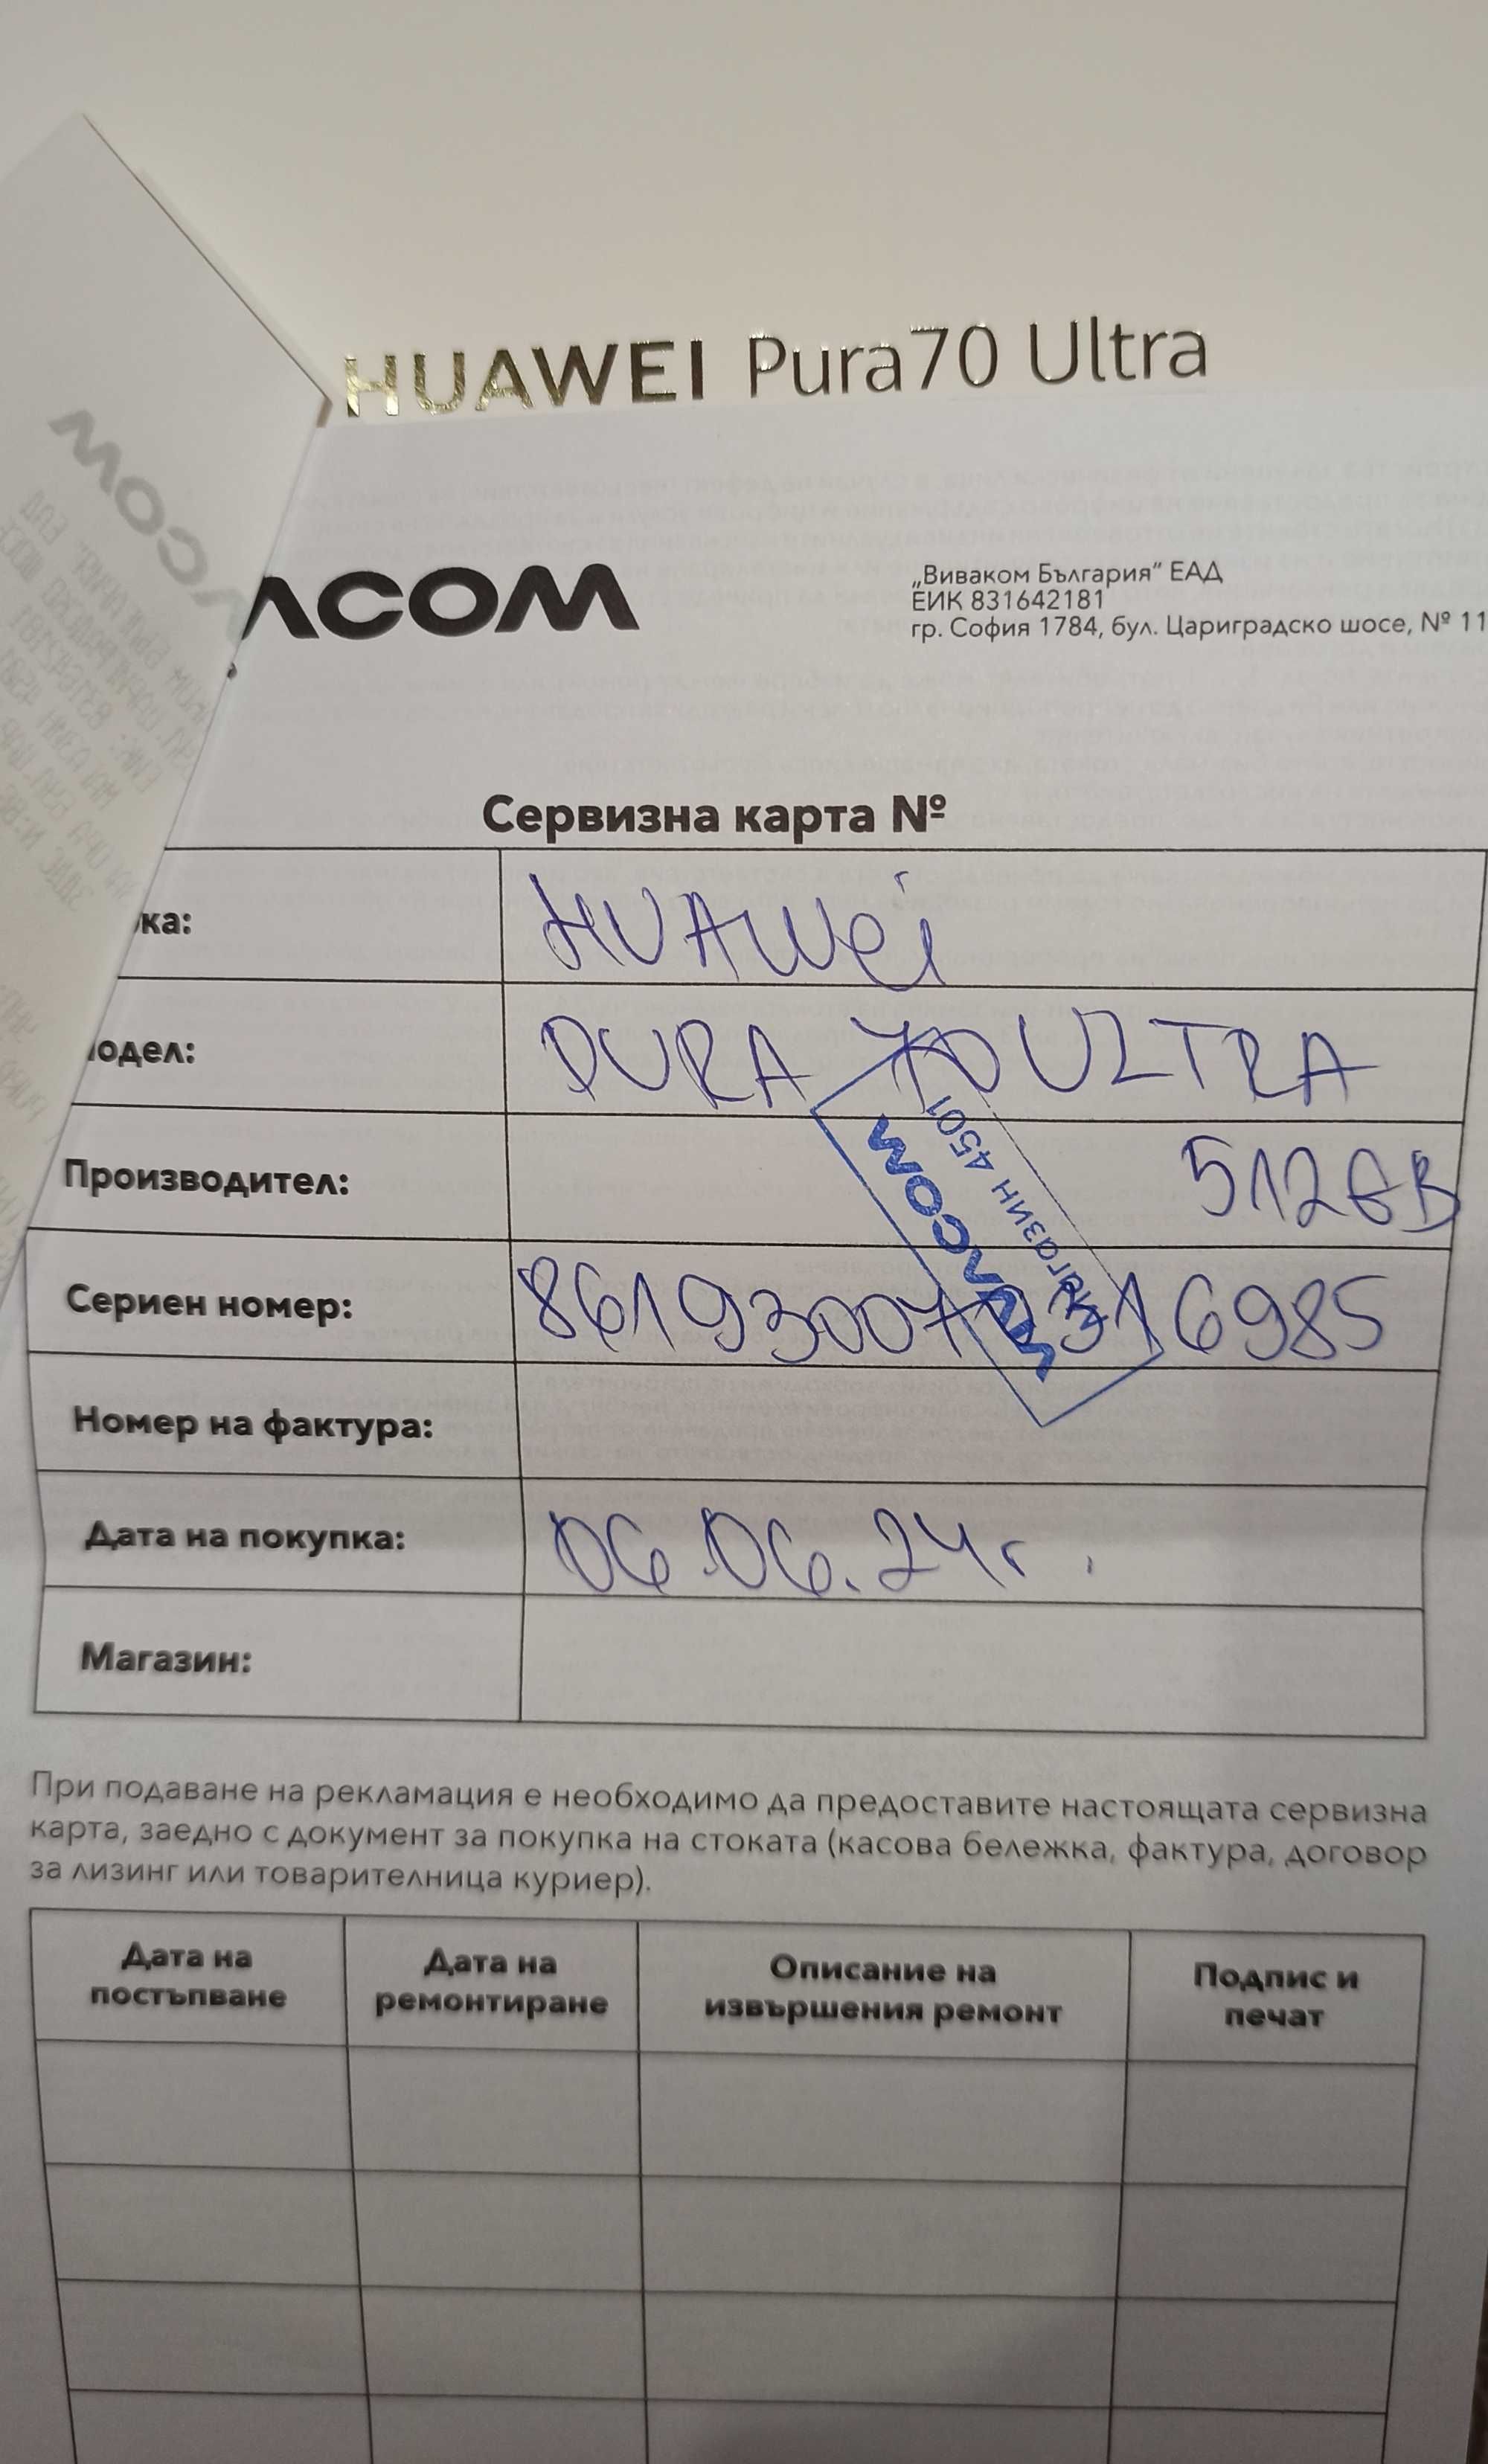 HUAWEI Pura70 Ultra
ΛCOM
„Виваком България“ ЕАД
ЕИК 831642181
гр. София 1784, бул. Цариградско шосе, № 11
Сервизна карта №
ка: HUAWei
одел: PURA 70 ULTRA
Производител: 512GB
Сериен номер:
Номер на фактура:
Дата на покупка: 06.06.24г.
Магазин:
VIVΛCOM
Магазин 4501
При подаване на рекламация е необходимо да предоставите настоящата сервизна
карта, заедно с документ за покупка на стоката (касова бележка, фактура, договор
за лизинг или товарителница куриер).
Дата на постъпване
Дата на ремонтиране
Описание на извършения ремонт
Подпис и печат